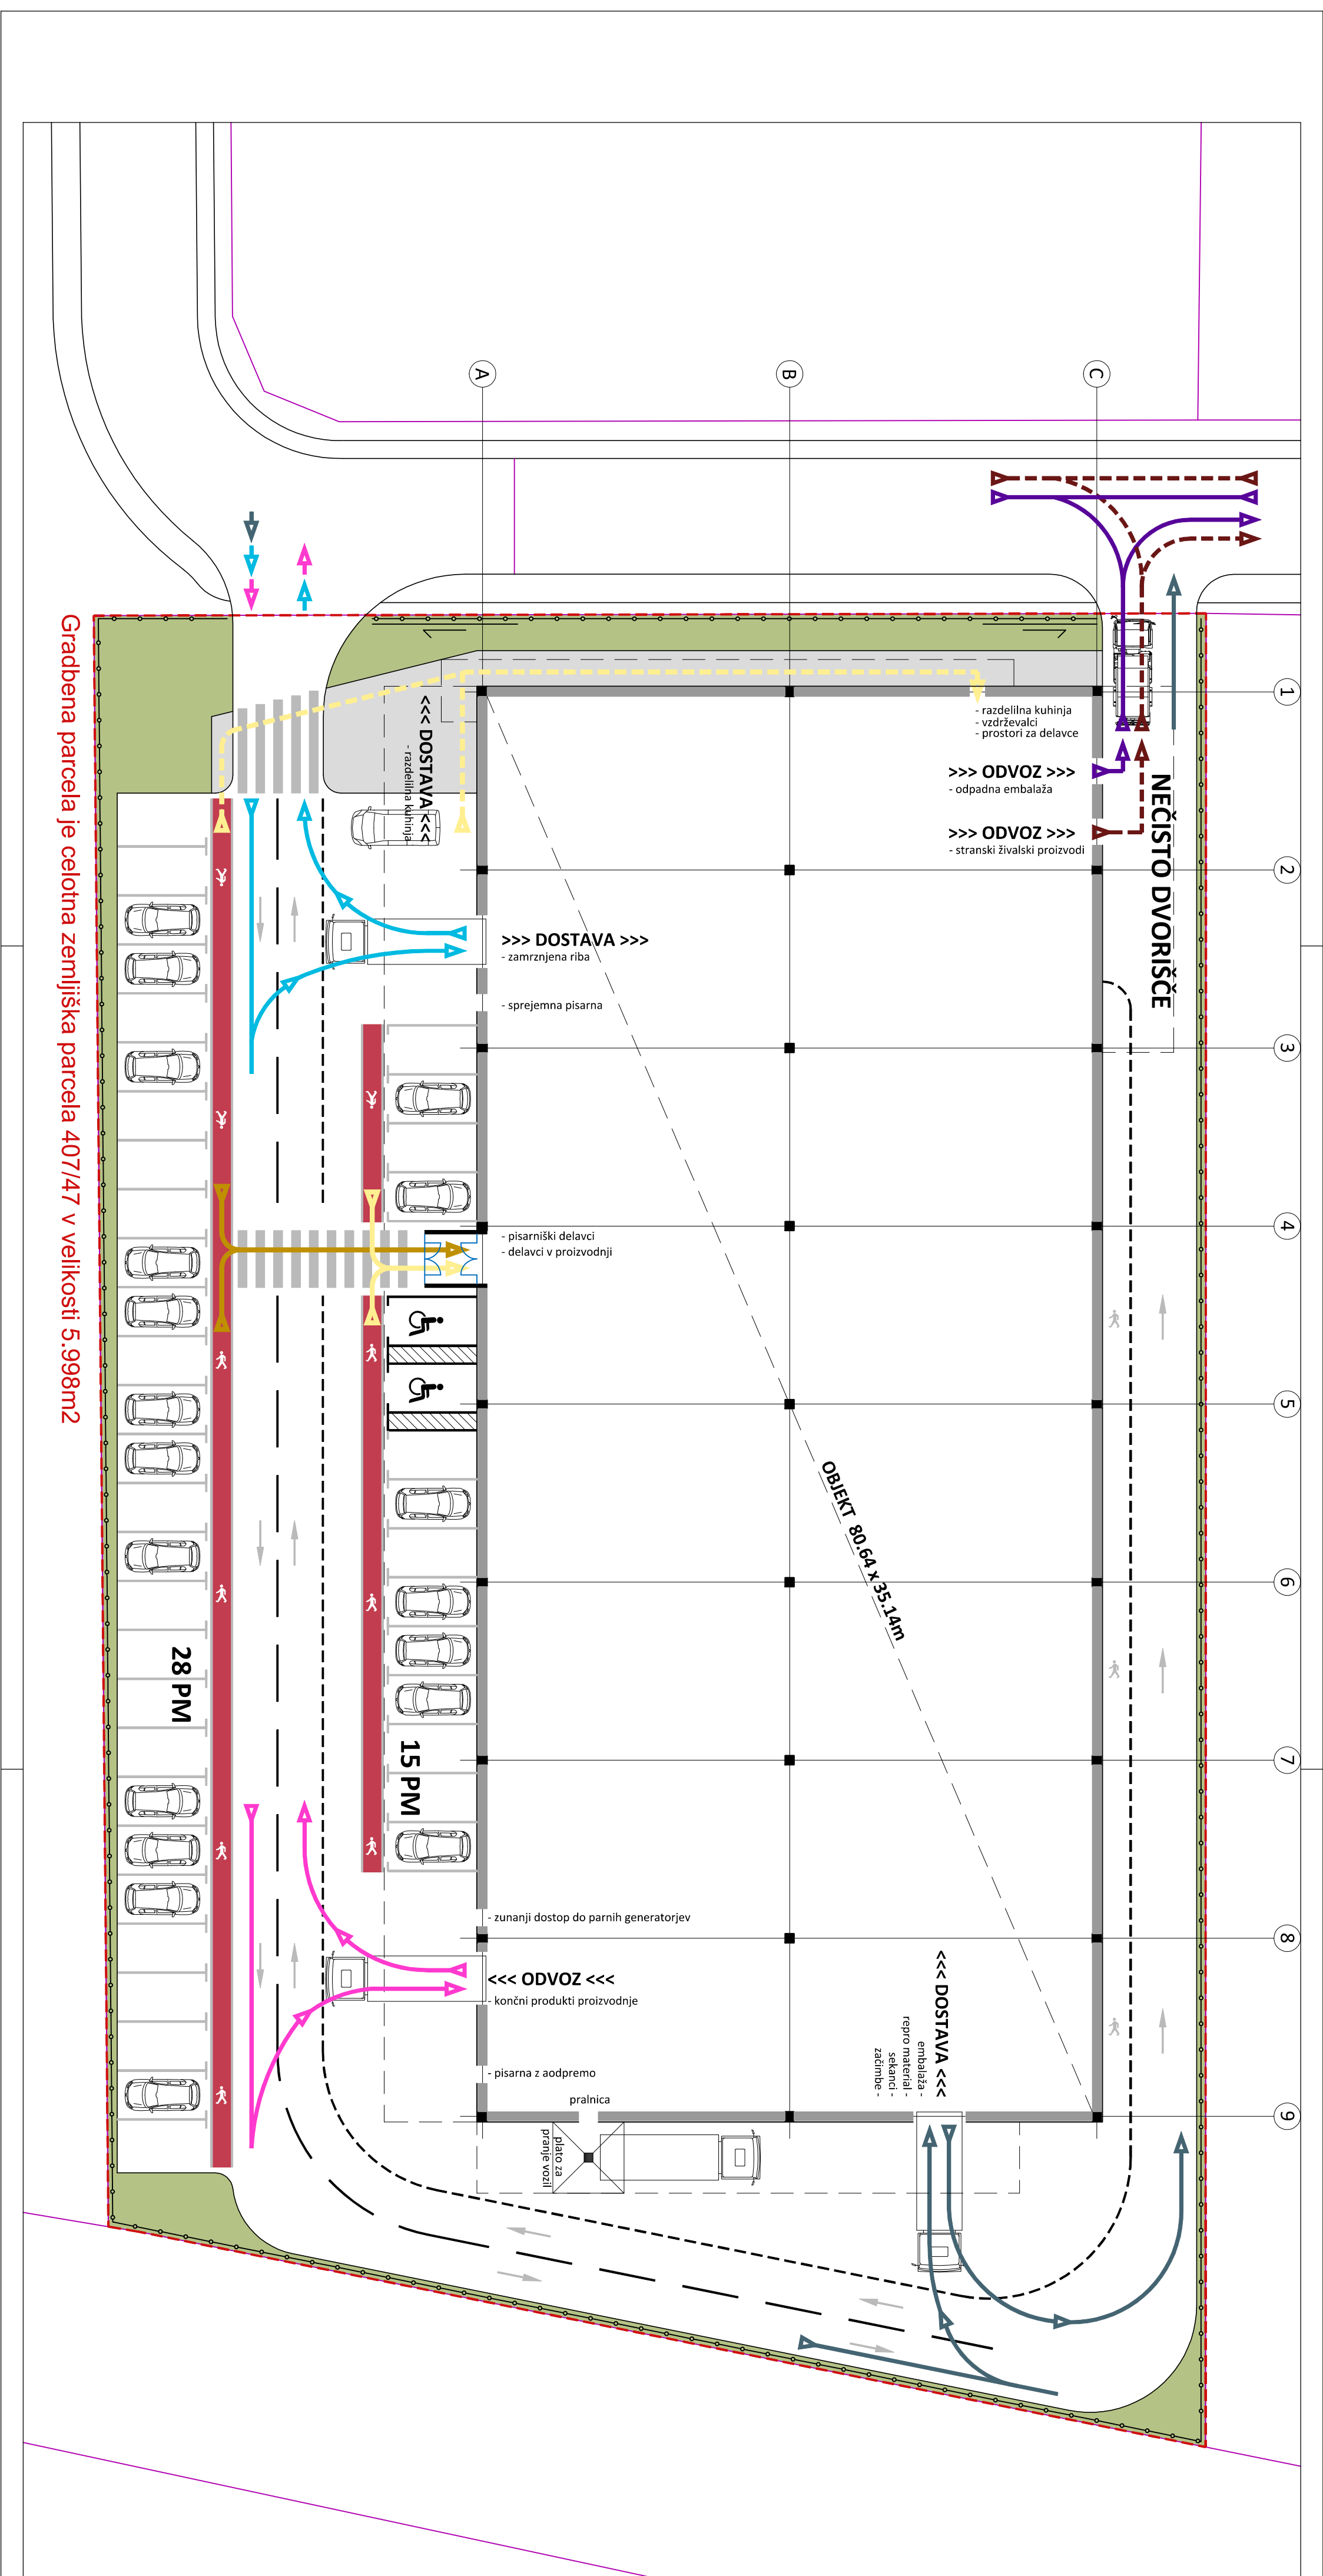 A
B
C
1
- razdelilna kuhinja
- vzdrževalci
- prostori za delavce
<<< DOSTAVA <<<
- razdelilna kuhinja
>>> ODVOZ >>>
- odpadna embalaža
>>> ODVOZ >>>
- stranski živalski proizvodi
NEČISTO DVORIŠČE
2
>>> DOSTAVA >>>
- zamrznjena riba
- sprejemna pisarna
3
4
- pisarniški delavci
- delavci v proizvodnji
5
OBJEKT 80.64 x 35.14m
6
28 PM
15 PM
7
- zunanji dostop do parnih generatorjev
8
<<< ODVOZ <<<
- končni produkti proizvodnje
<<< DOSTAVA <<<
embalaža -
repro material -
sekanci -
začimbe -
- pisarna z aodpremo
pralnica
9
plato za
pranje vozil
Gradbena parcela je celotna zemljiška parcela 407/47 v velikosti 5.998m2